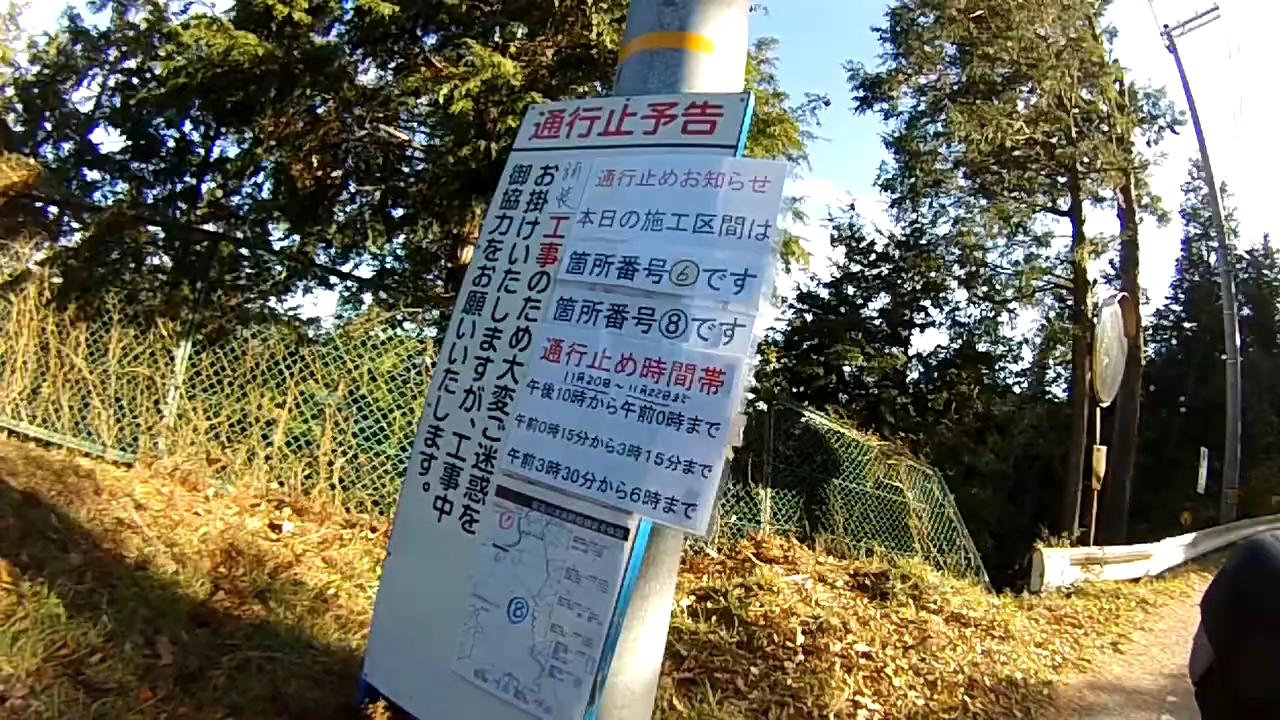 通行止予告
工事のため大変ご迷惑を
お掛けいたしますが、工事中
御協力をお願いいたします。
通行止めお知らせ
本日の施工区間は
箇所番号⑥です
箇所番号⑧です
通行止め時間帯
11月20日～11月22日まで
午後10時から午前0時まで
午前0時15分から3時15分まで
午前3時30分から6時まで
⑧